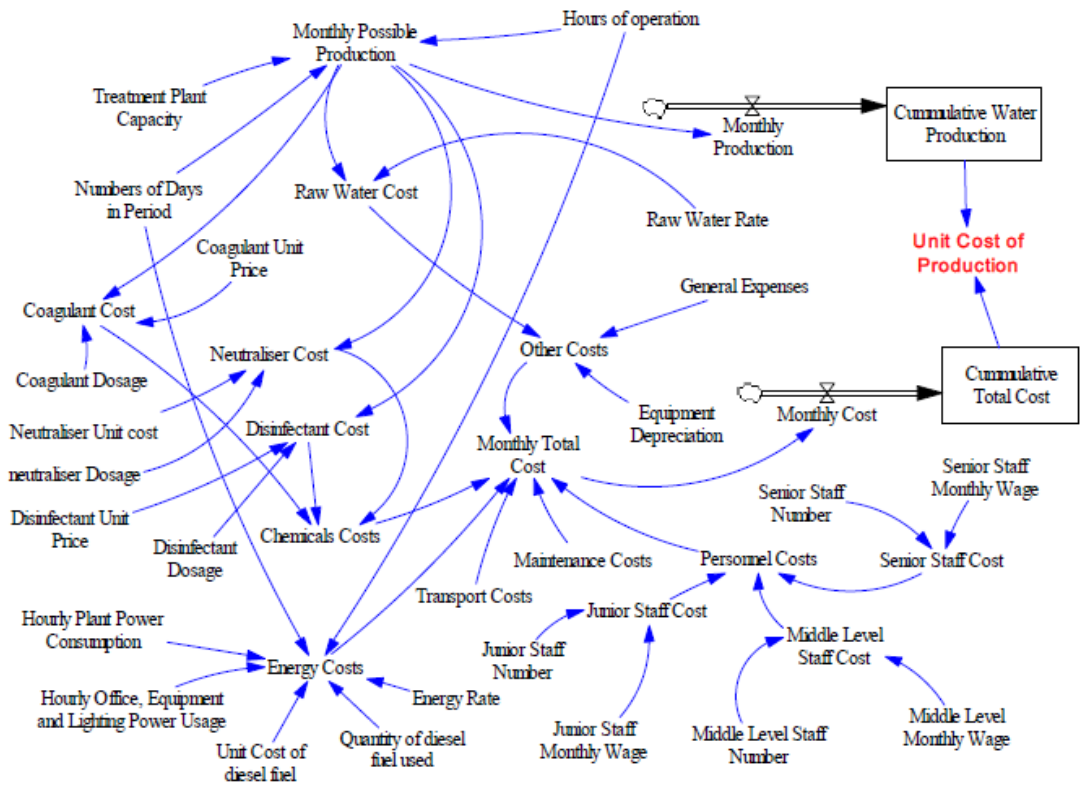 Hours of operation
Monthly Possible
Production
Treatment Plant
Capacity
Monthly
Production
Cummulative Water
Production
Numbers of Days
in Period
Raw Water Cost
Raw Water Rate
Coagulant Unit
Price
Unit Cost of
Production
General Expenses
Coagulant Cost
Neutraliser Cost
Other Costs
Coagulant Dosage
Cummulative
Total Cost
Equipment
Depreciation
Monthly Cost
Neutraliser Unit cost
Disinfectant Cost
Monthly Total
Cost
neutraliser Dosage
Senior Staff
Monthly Wage
Senior Staff
Number
Disinfectant Unit
Price
Chemicals Costs
Disinfectant
Dosage
Maintenance Costs
Personnel Costs
Senior Staff Cost
Transport Costs
Junior Staff Cost
Hourly Plant Power
Consumption
Junior Staff
Number
Middle Level
Staff Cost
Energy Costs
Hourly Office, Equipment
and Lighting Power Usage
Energy Rate
Unit Cost of
diesel fuel
Quantity of diesel
fuel used
Junior Staff
Monthly Wage
Middle Level Staff
Number
Middle Level
Monthly Wage